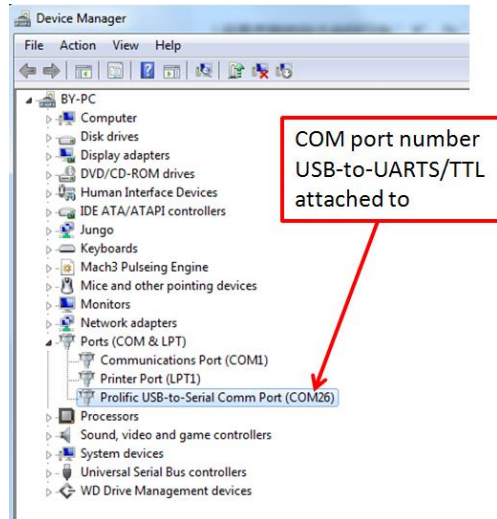 Device Manager
File Action View Help
BY-PC
Computer
Disk drives
Display adapters
DVD/CD-ROM drives
Human Interface Devices
IDE ATA/ATAPI controllers
Jungo
Keyboards
Mach3 Pulseing Engine
Mice and other pointing devices
Monitors
Network adapters
Ports (COM & LPT)
Communications Port (COM1)
Printer Port (LPT1)
Prolific USB-to-Serial Comm Port (COM26)
Processors
Sound, video and game controllers
System devices
Universal Serial Bus controllers
WD Drive Management devices
COM port number
USB-to-UARTS/TTL
attached to